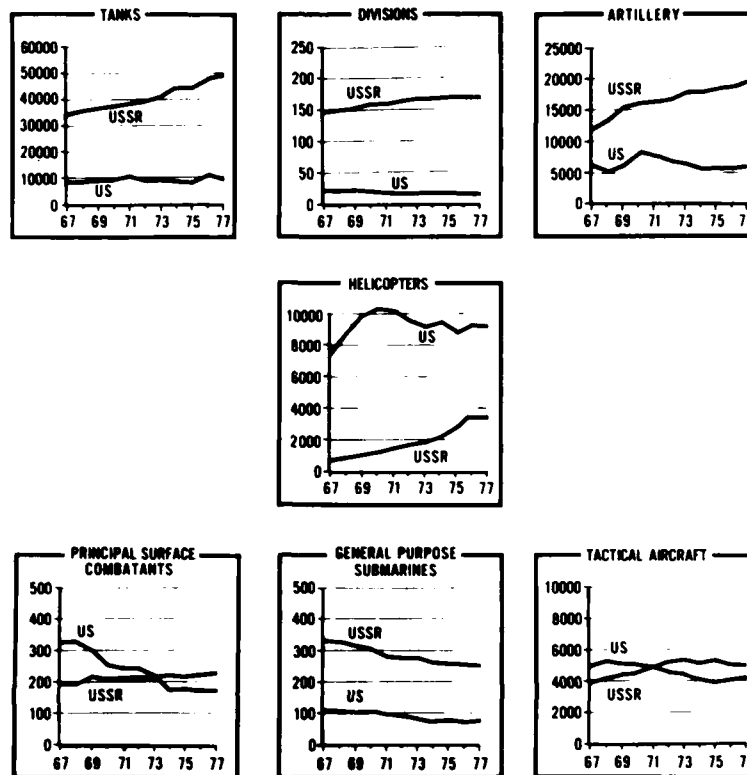 TANKS
60000
50000
40000
30000
20000
10000
0
USSR
US
67 69 71 73 75 77
DIVISIONS
250
200
150
100
50
0
USSR
US
67 69 71 73 75 77
ARTILLERY
25000
20000
15000
10000
5000
0
USSR
US
67 69 71 73 75
HELICOPTERS
10000
8000
6000
4000
2000
0
US
USSR
67 69 71 73 75 77
PRINCIPAL SURFACE
COMBATANTS
500
400
300
200
100
0
US
USSR
67 69 71 73 75 77
GENERAL PURPOSE
SUBMARINES
500
400
300
200
100
0
USSR
US
67 69 71 73 75 77
TACTICAL AIRCRAFT
10000
8000
6000
4000
2000
0
US
USSR
67 69 71 73 75